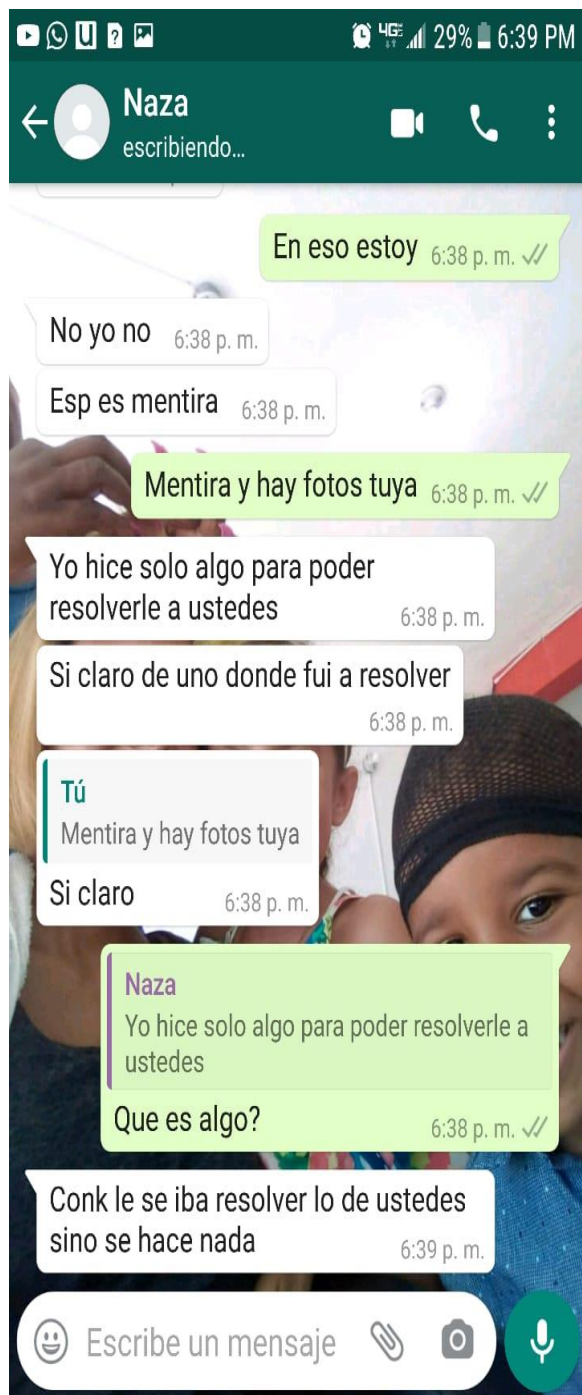 4G 29% 6:39 PM
Naza
escribiendo...
En eso estoy 6:38 p. m.
No yo no 6:38 p. m.
Esp es mentira 6:38 p. m.
Mentira y hay fotos tuya 6:38 p. m.
Yo hice solo algo para poder
resolverle a ustedes 6:38 p. m.
Si claro de uno donde fui a resolver
6:38 p. m.
Tú
Mentira y hay fotos tuya
Si claro 6:38 p. m.
Naza
Yo hice solo algo para poder resolverle a
ustedes
Que es algo? 6:38 p. m.
Conk le se iba resolver lo de ustedes
sino se hace nada 6:39 p. m.
Escribe un mensaje